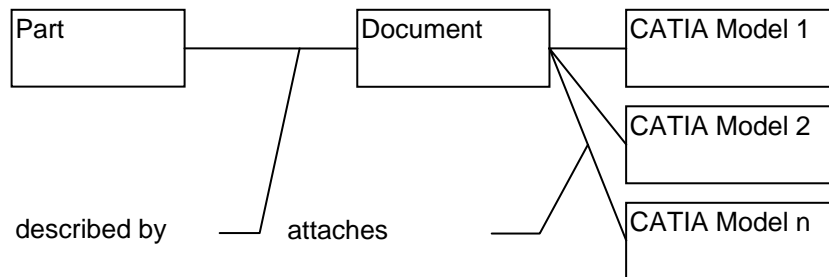 Part
Document
CATIA Model 1
CATIA Model 2
CATIA Model n
described by
attaches